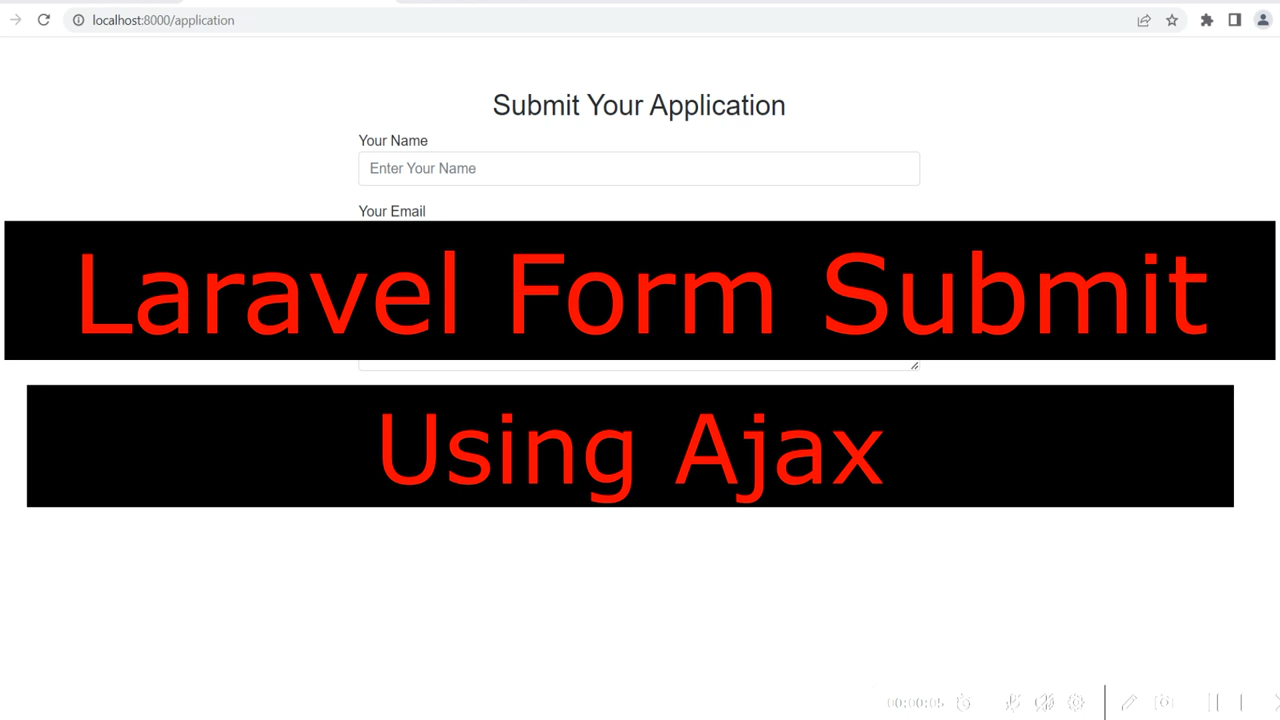 localhost:8000/application
Submit Your Application
Your Name
Enter Your Name
Your Email
Laravel Form Submit
Using Ajax
00:00:05